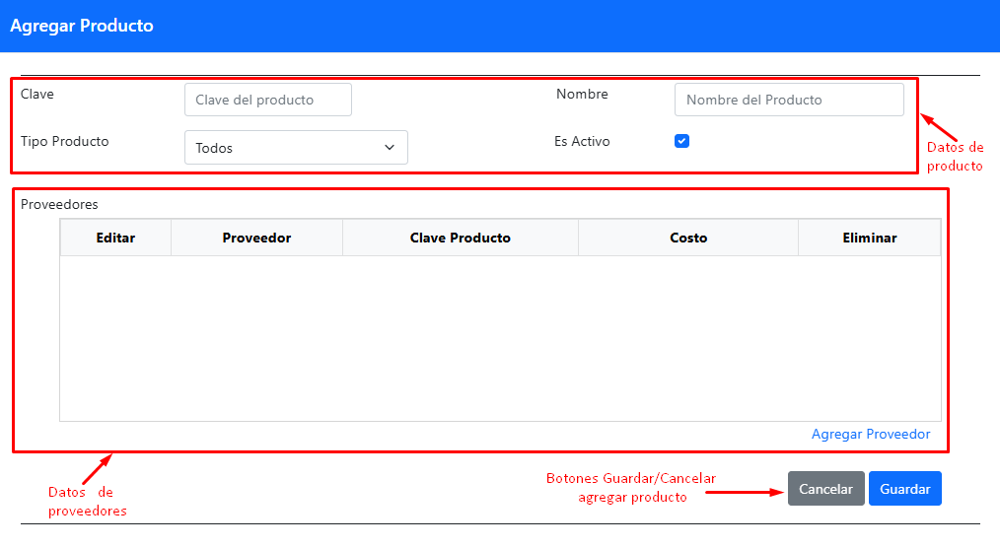 Agregar Producto
Clave
Clave del producto
Nombre
Nombre del Producto
Tipo Producto
Todos
Es Activo
Datos de
producto
Proveedores
Editar
Proveedor
Clave Producto
Costo
Eliminar
Agregar Proveedor
Datos de
proveedores
Botones Guardar/Cancelar
agregar producto
Cancelar
Guardar